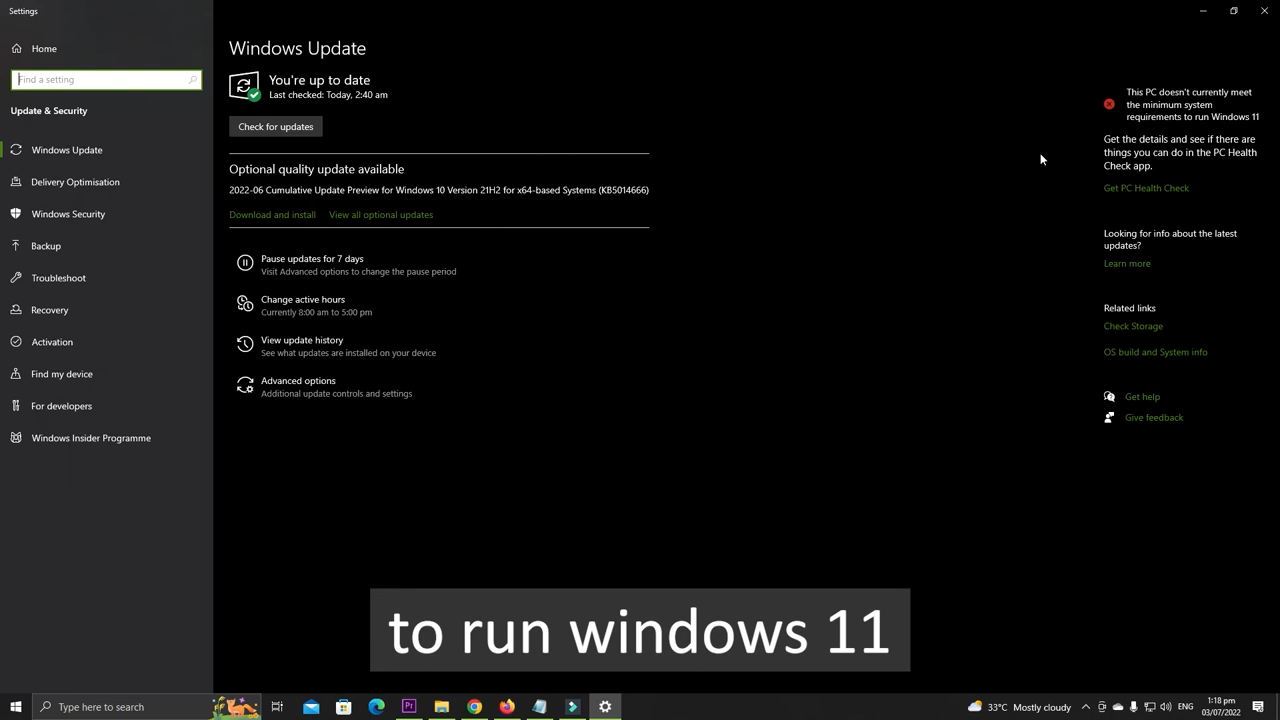 Settings
Home
Find a setting
Update & Security
Windows Update
Delivery Optimisation
Windows Security
Backup
Troubleshoot
Recovery
Activation
Find my device
For developers
Windows Insider Programme
Windows Update
You're up to date
Last checked: Today, 2:40 am
Check for updates
Optional quality update available
2022-06 Cumulative Update Preview for Windows 10 Version 21H2 for x64-based Systems (KB5014666)
Download and install View all optional updates
Pause updates for 7 days
Visit Advanced options to change the pause period
Change active hours
Currently 8:00 am to 5:00 pm
View update history
See what updates are installed on your device
Advanced options
Additional update controls and settings
This PC doesn't currently meet
the minimum system
requirements to run Windows 11
Get the details and see if there are
things you can do in the PC Health
Check app.
Get PC Health Check
Looking for info about the latest
updates?
Learn more
Related links
Check Storage
OS build and System info
Get help
Give feedback
to run windows 11
Type here to search
Pr
33°C Mostly cloudy
ENG
1:18 pm
03/07/2022